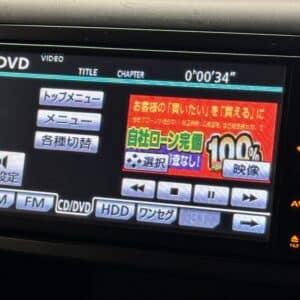 DVD
VIDEO
TITLE
CHAPTER
0°00'34"
トップメニュー
メニュー
各種切替
設定
お客様の「買いたい」を「買える」に
自社ローン完備
100%
選択
なし!
映像
M
FM
CD/DVD
HDD
ワンセグ
TILT